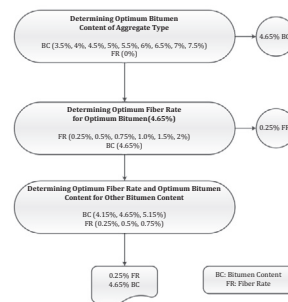 Determining Optimum Bitumen
Content of Aggregate Type
BC (3.5%, 4%, 4.5%, 5%, 5.5%, 6%, 6.5%, 7%, 7.5%)
FR (0%)
4.65% BC
Determining Optimum Fiber Rate
for Optimum Bitumen(4.65%)
FR (0.25%, 0.5%, 0.75%, 1.0%, 1.5%, 2%)
BC (4.65%)
0.25% FR
Determining Optimum Fiber Rate and Optimum Bitumen
Content for Other Bitumen Content
BC (4.15%, 4.65%, 5.15%)
FR (0.25%, 0.5%, 0.75%)
0.25% FR
4.65% BC
BC: Bitumen Content
FR: Fiber Rate